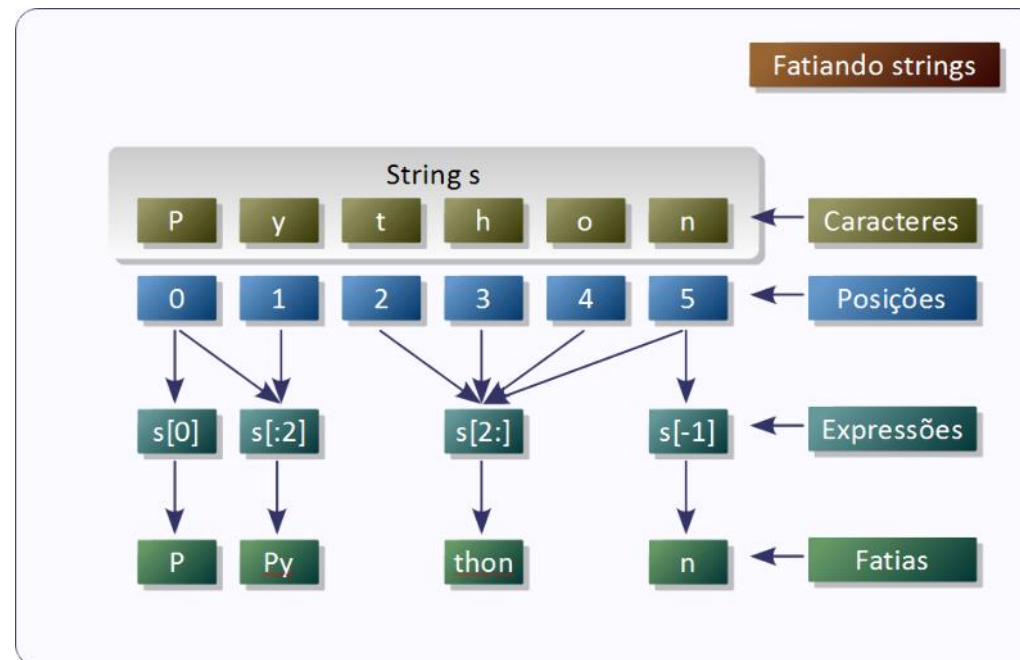 Fatiando strings
String s
P y t h o n Caracteres
0 1 2 3 4 5 Posições
s[0] s[:2] s[2:] s[-1] Expressões
P Py thon n Fatias